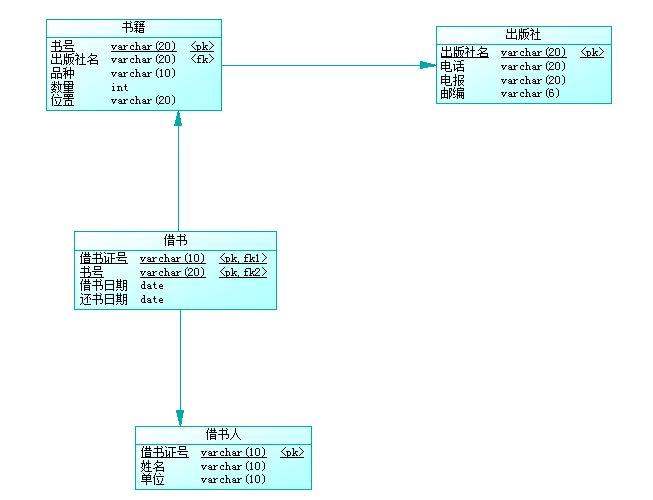 书籍
书号 varchar(20) <pk>
出版社名 varchar(20) <fk>
品种 varchar(10)
数量 int
位置 varchar(20)
出版社
出版社名 varchar(20) <pk>
电话 varchar(20)
电报 varchar(20)
邮编 varchar(6)
借书
借书证号 varchar(10) <pk,fk1>
书号 varchar(20) <pk,fk2>
借书日期 date
还书日期 date
借书人
借书证号 varchar(10) <pk>
姓名 varchar(10)
单位 varchar(10)